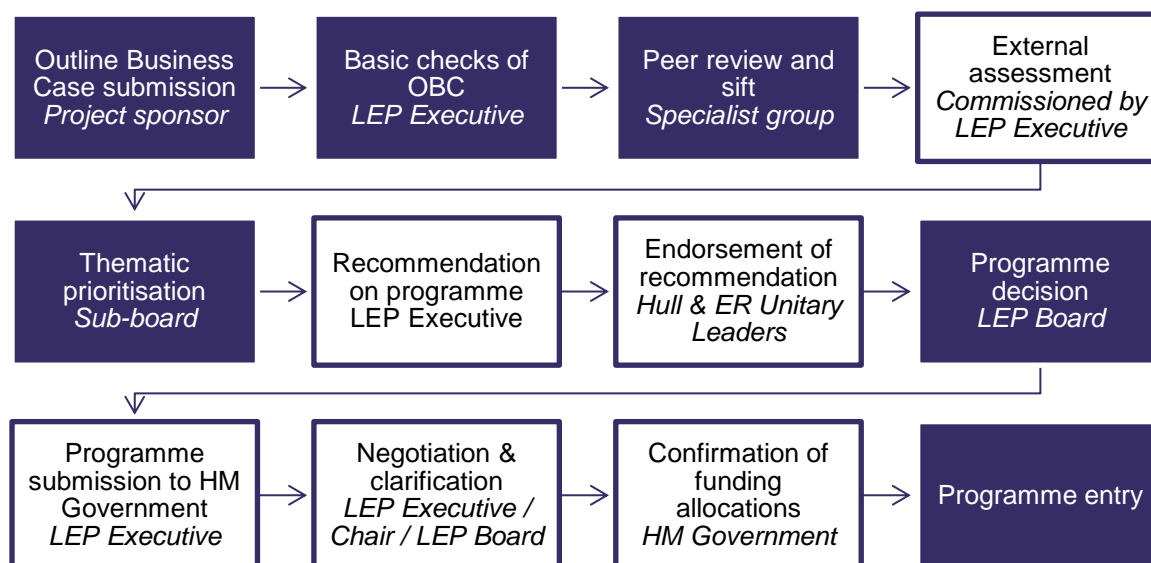 Outline Business
Case submission
Project sponsor
Basic checks of
OBC
LEP Executive
Peer review and
sift
Specialist group
External
assessment
Commissioned by
LEP Executive
Thematic
prioritisation
Sub-board
Recommendation
on programme
LEP Executive
Endorsement of
recommendation
Hull & ER Unitary
Leaders
Programme
decision
LEP Board
Programme
submission to HM
Government
LEP Executive
Negotiation &
clarification
LEP Executive /
Chair / LEP Board
Confirmation of
funding
allocations
HM Government
Programme entry